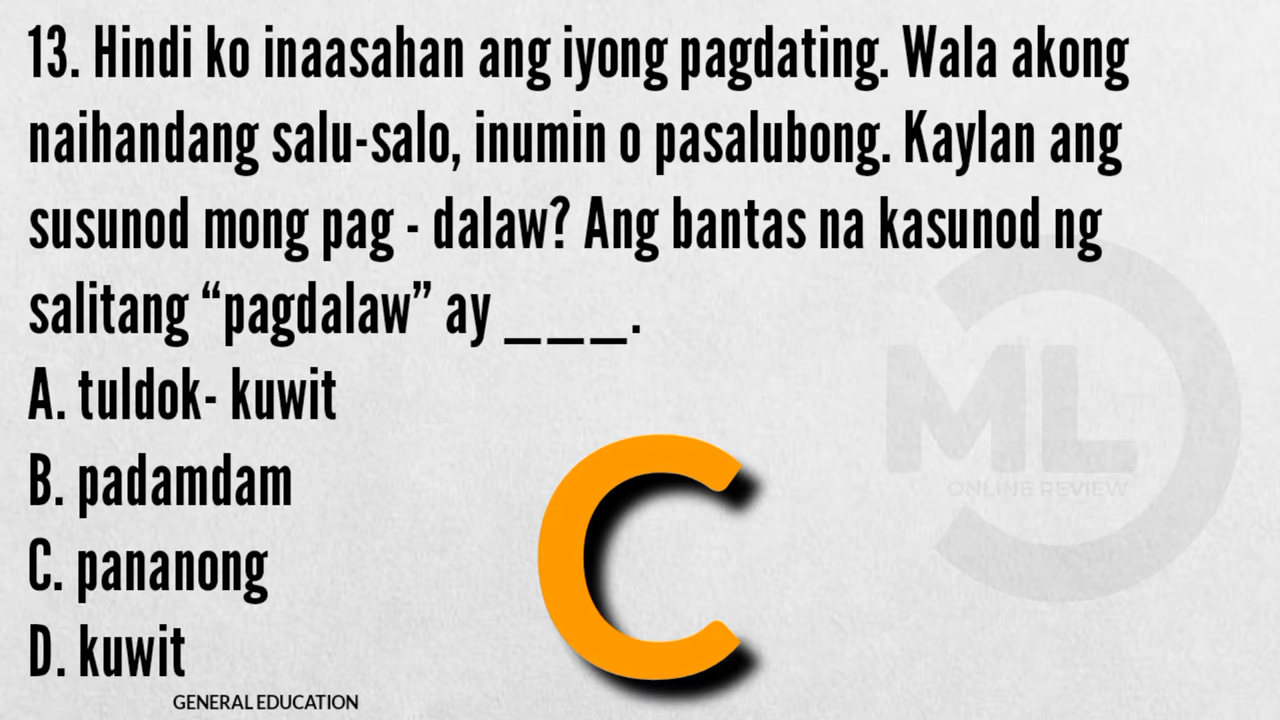 13. Hindi ko inaasahan ang iyong pagdating. Wala akong
naihandang salu-salo, inumin o pasalubong. Kaylan ang
susunod mong pag - dalaw? Ang bantas na kasunod ng
salitang “pagdalaw” ay ___.
A. tuldok- kuwit
B. padamdam
C. pananong
D. kuwit
C
ML
ONLINE REVIEW
GENERAL EDUCATION